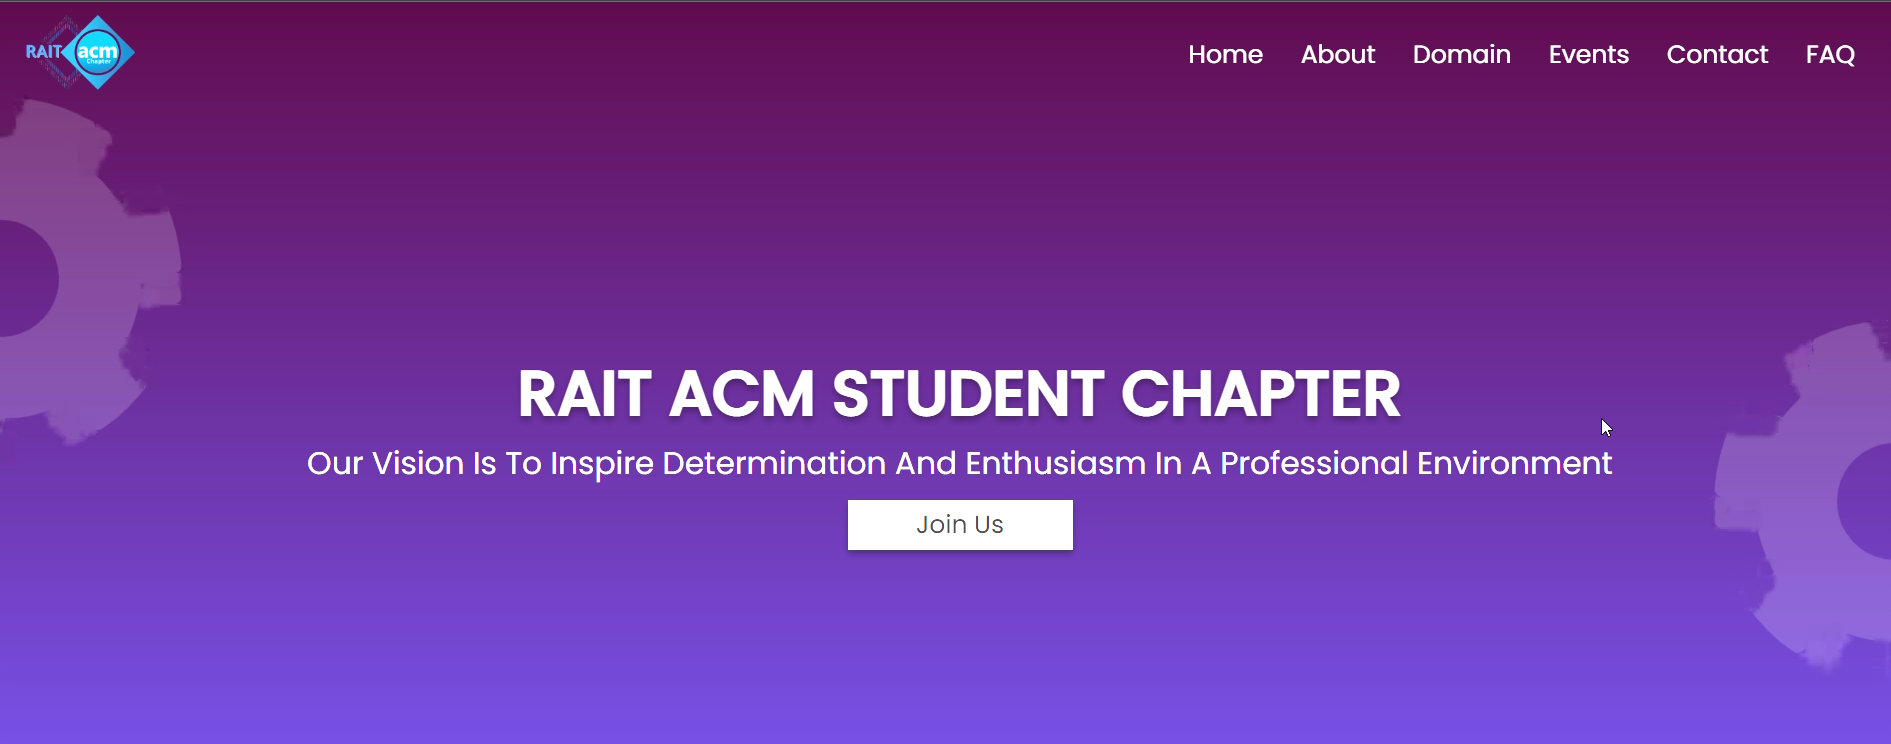 RAIT acm
Chapter
Home About Domain Events Contact FAQ
RAIT ACM STUDENT CHAPTER
Our Vision Is To Inspire Determination And Enthusiasm In A Professional Environment
Join Us